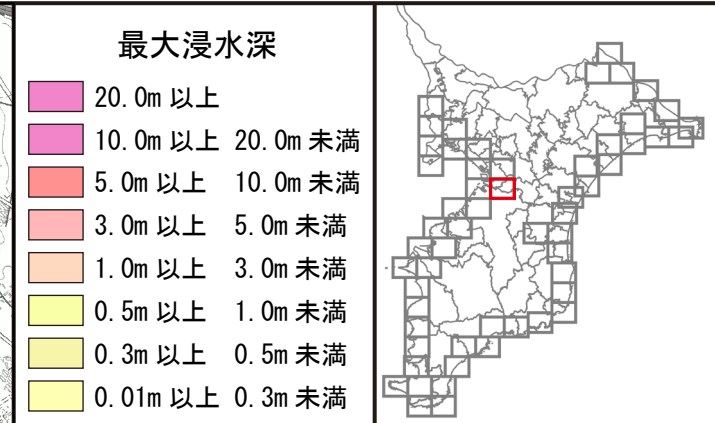 最大浸水深
20.0m 以上
10.0m 以上 20.0m 未満
5.0m 以上 10.0m 未満
3.0m 以上 5.0m 未満
1.0m 以上 3.0m 未満
0.5m 以上 1.0m 未満
0.3m 以上 0.5m 未満
0.01m 以上 0.3m 未満